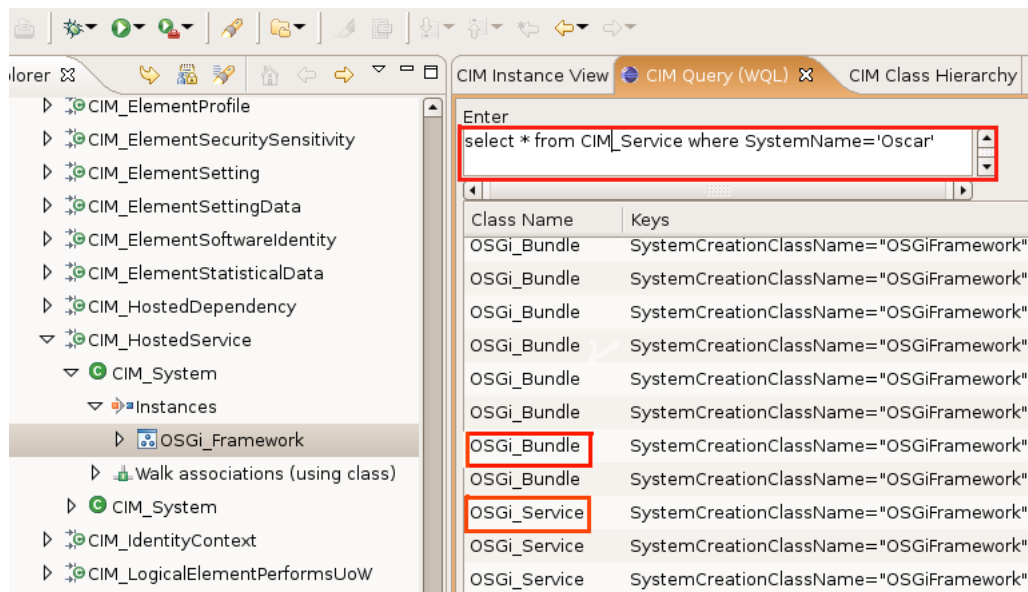 lorer
CIM_ElementProfile
CIM_ElementSecuritySensitivity
CIM_ElementSetting
CIM_ElementSettingData
CIM_ElementSoftwareIdentity
CIM_ElementStatisticalData
CIM_HostedDependency
CIM_HostedService
CIM_System
Instances
OSGi_Framework
Walk associations (using class)
CIM_System
CIM_IdentityContext
CIM_LogicalElementPerformsUoW
CIM Instance View CIM Query (WQL) CIM Class Hierarchy
Enter
select * from CIM_Service where SystemName='Oscar'
Class Name Keys
OSGi_Bundle SystemCreationClassName="OSGiFramework"
OSGi_Bundle SystemCreationClassName="OSGiFramework"
OSGi_Bundle SystemCreationClassName="OSGiFramework"
OSGi_Bundle SystemCreationClassName="OSGiFramework"
OSGi_Bundle SystemCreationClassName="OSGiFramework"
OSGi_Bundle SystemCreationClassName="OSGiFramework"
OSGi_Bundle SystemCreationClassName="OSGiFramework"
OSGi_Bundle SystemCreationClassName="OSGiFramework"
OSGi_Service SystemCreationClassName="OSGiFramework"
OSGi_Service SystemCreationClassName="OSGiFramework"
OSGi_Service SystemCreationClassName="OSGiFramework"